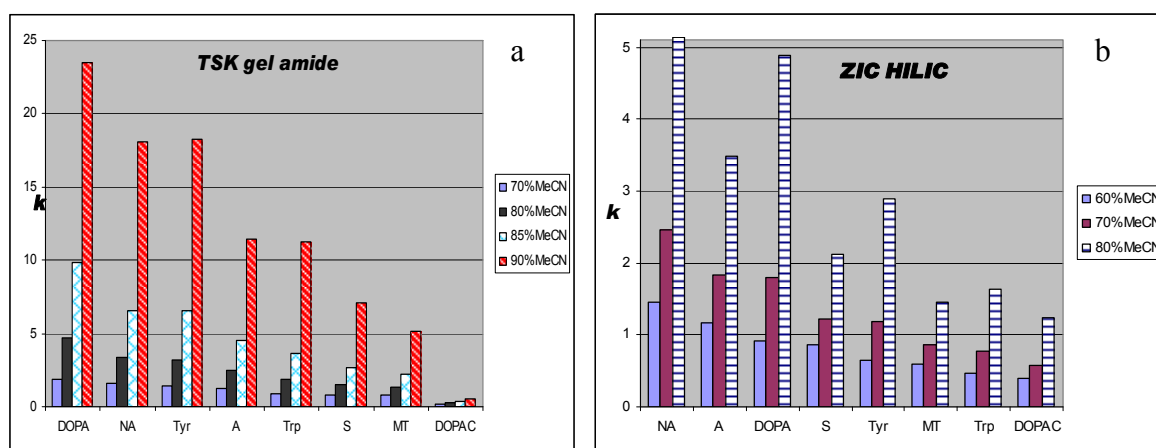 a
TSK gel amide
25
20
15
10
5
0
k
DOPA NA Tyr A Trp S MT DOPAC
70%MeCN
80%MeCN
85%MeCN
90%MeCN
b
ZIC HILIC
5
4
3
2
1
0
k
NA A DOPA S Tyr MT Trp DOPAC
60%MeCN
70%MeCN
80%MeCN